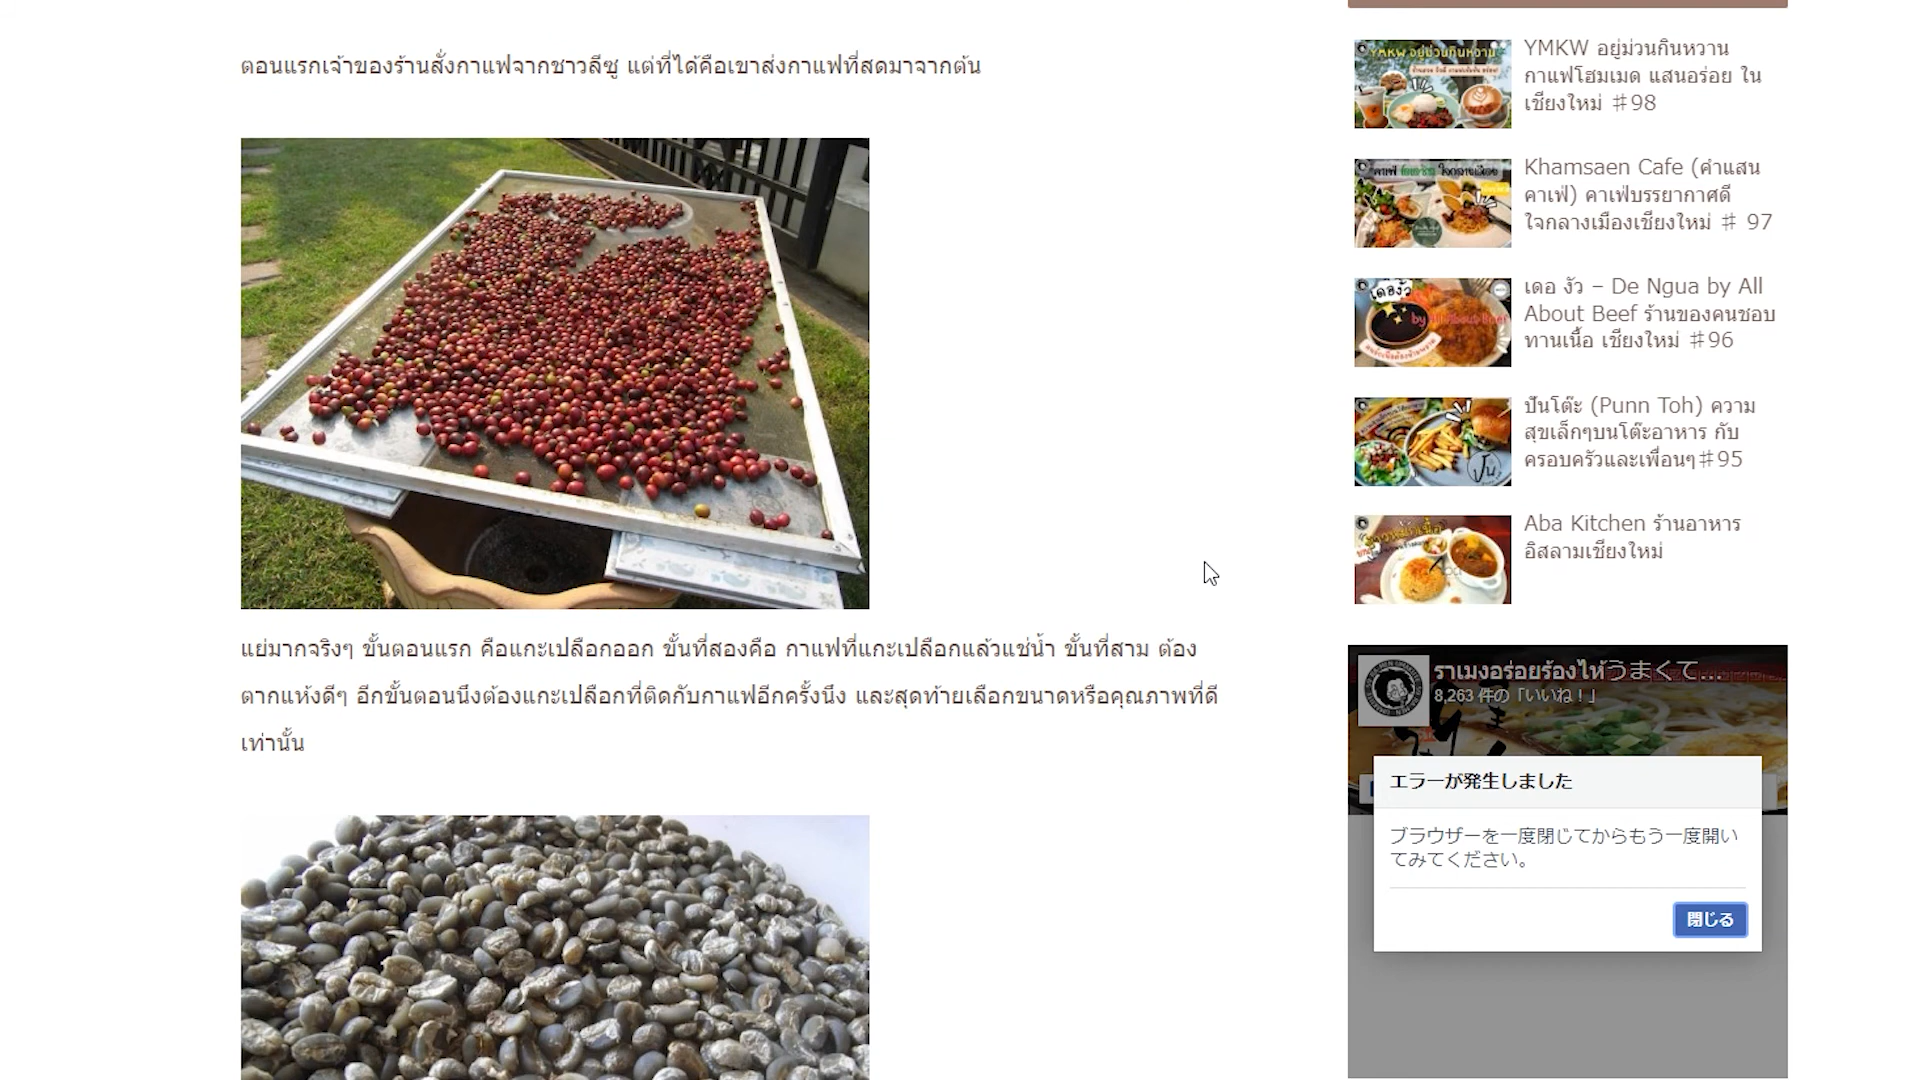 ตอนแรกเจ้าของร้านสั่งกาแฟจากชาวลีซู แต่ที่ได้คือเขาส่งกาแฟที่สดมาจากต้น
แย่มากจริงๆ ขั้นตอนแรก คือแกะเปลือกออก ขั้นที่สองคือ กาแฟที่แกะเปลือกแล้วแช่น้ำ ขั้นที่สาม ต้อง
ตากแห้งดีๆ อีกขั้นตอนนึงต้องแกะเปลือกที่ติดกับกาแฟอีกครั้งนึง และสุดท้ายเลือกขนาดหรือคุณภาพที่ดี
เท่านั้น
YMKW อยู่ม่วนกินหวาน
YMKW อยู่ม่วนกินหวาน
กาแฟโฮมเมด แสนอร่อย ใน
เชียงใหม่ #98
Khamsaen Cafe (คำแสน
คาเฟ่) คาเฟ่บรรยากาศดี
ใจกลางเมืองเชียงใหม่ # 97
เดอ งัว – De Ngua by All
About Beef ร้านของคนชอบ
ทานเนื้อ เชียงใหม่ #96
เดอ งัว
by All About Beef
ปันโต๊ะ (Punn Toh) ความ
สุขเล็กๆบนโต๊ะอาหาร กับ
ครอบครัวและเพื่อนๆ#95
Aba Kitchen ร้านอาหาร
อิสลามเชียงใหม่
ราเมงอร่อยร้องไห้うまくて...
8,263 件の「いいね！」
エラーが発生しました
ブラウザーを一度閉じてからもう一度開い
てみてください。
閉じる